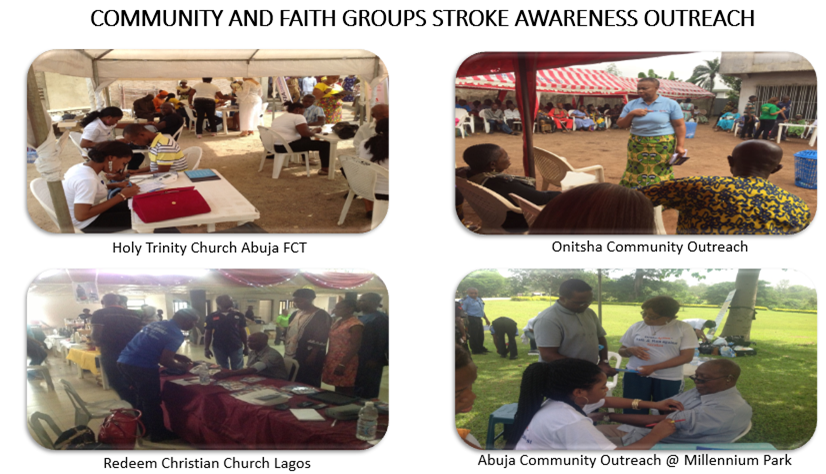 COMMUNITY AND FAITH GROUPS STROKE AWARENESS OUTREACH
Holy Trinity Church Abuja FCT
Onitsha Community Outreach
Redeem Christian Church Lagos
Abuja Community Outreach @ Millennium Park